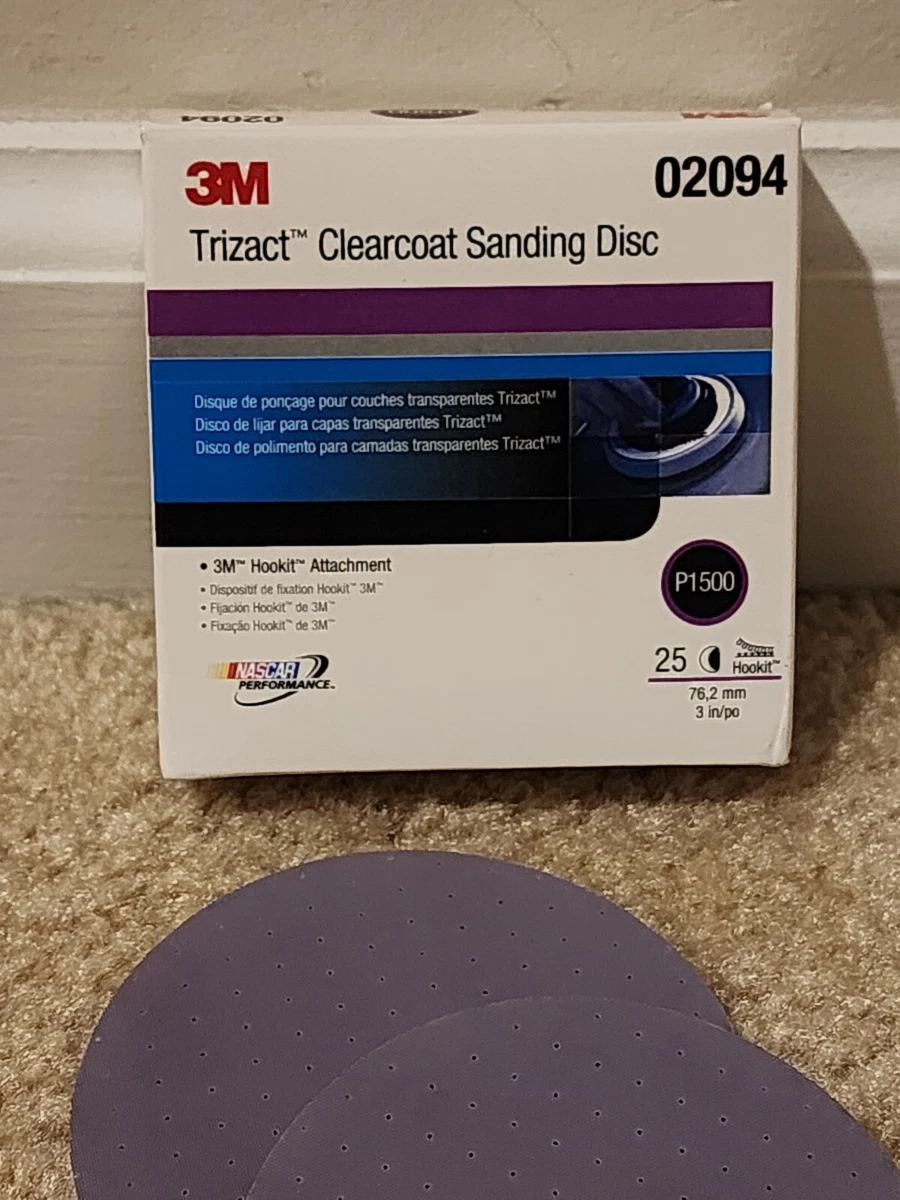 02094
3M
02094
Trizact™ Clearcoat Sanding Disc
Disque de ponçage pour couches transparentes Trizact™
Disco de lijar para capas transparentes Trizact™
Disco de polimento para camadas transparentes Trizact™
• 3M™ Hookit™ Attachment
• Dispositif de fixation Hookit™ 3M™
• Fijación Hookit™ de 3M™
• Fixação Hookit™ de 3M™
P1500
25
Hookit™
76,2 mm
3 in/po
NASCAR
PERFORMANCE™